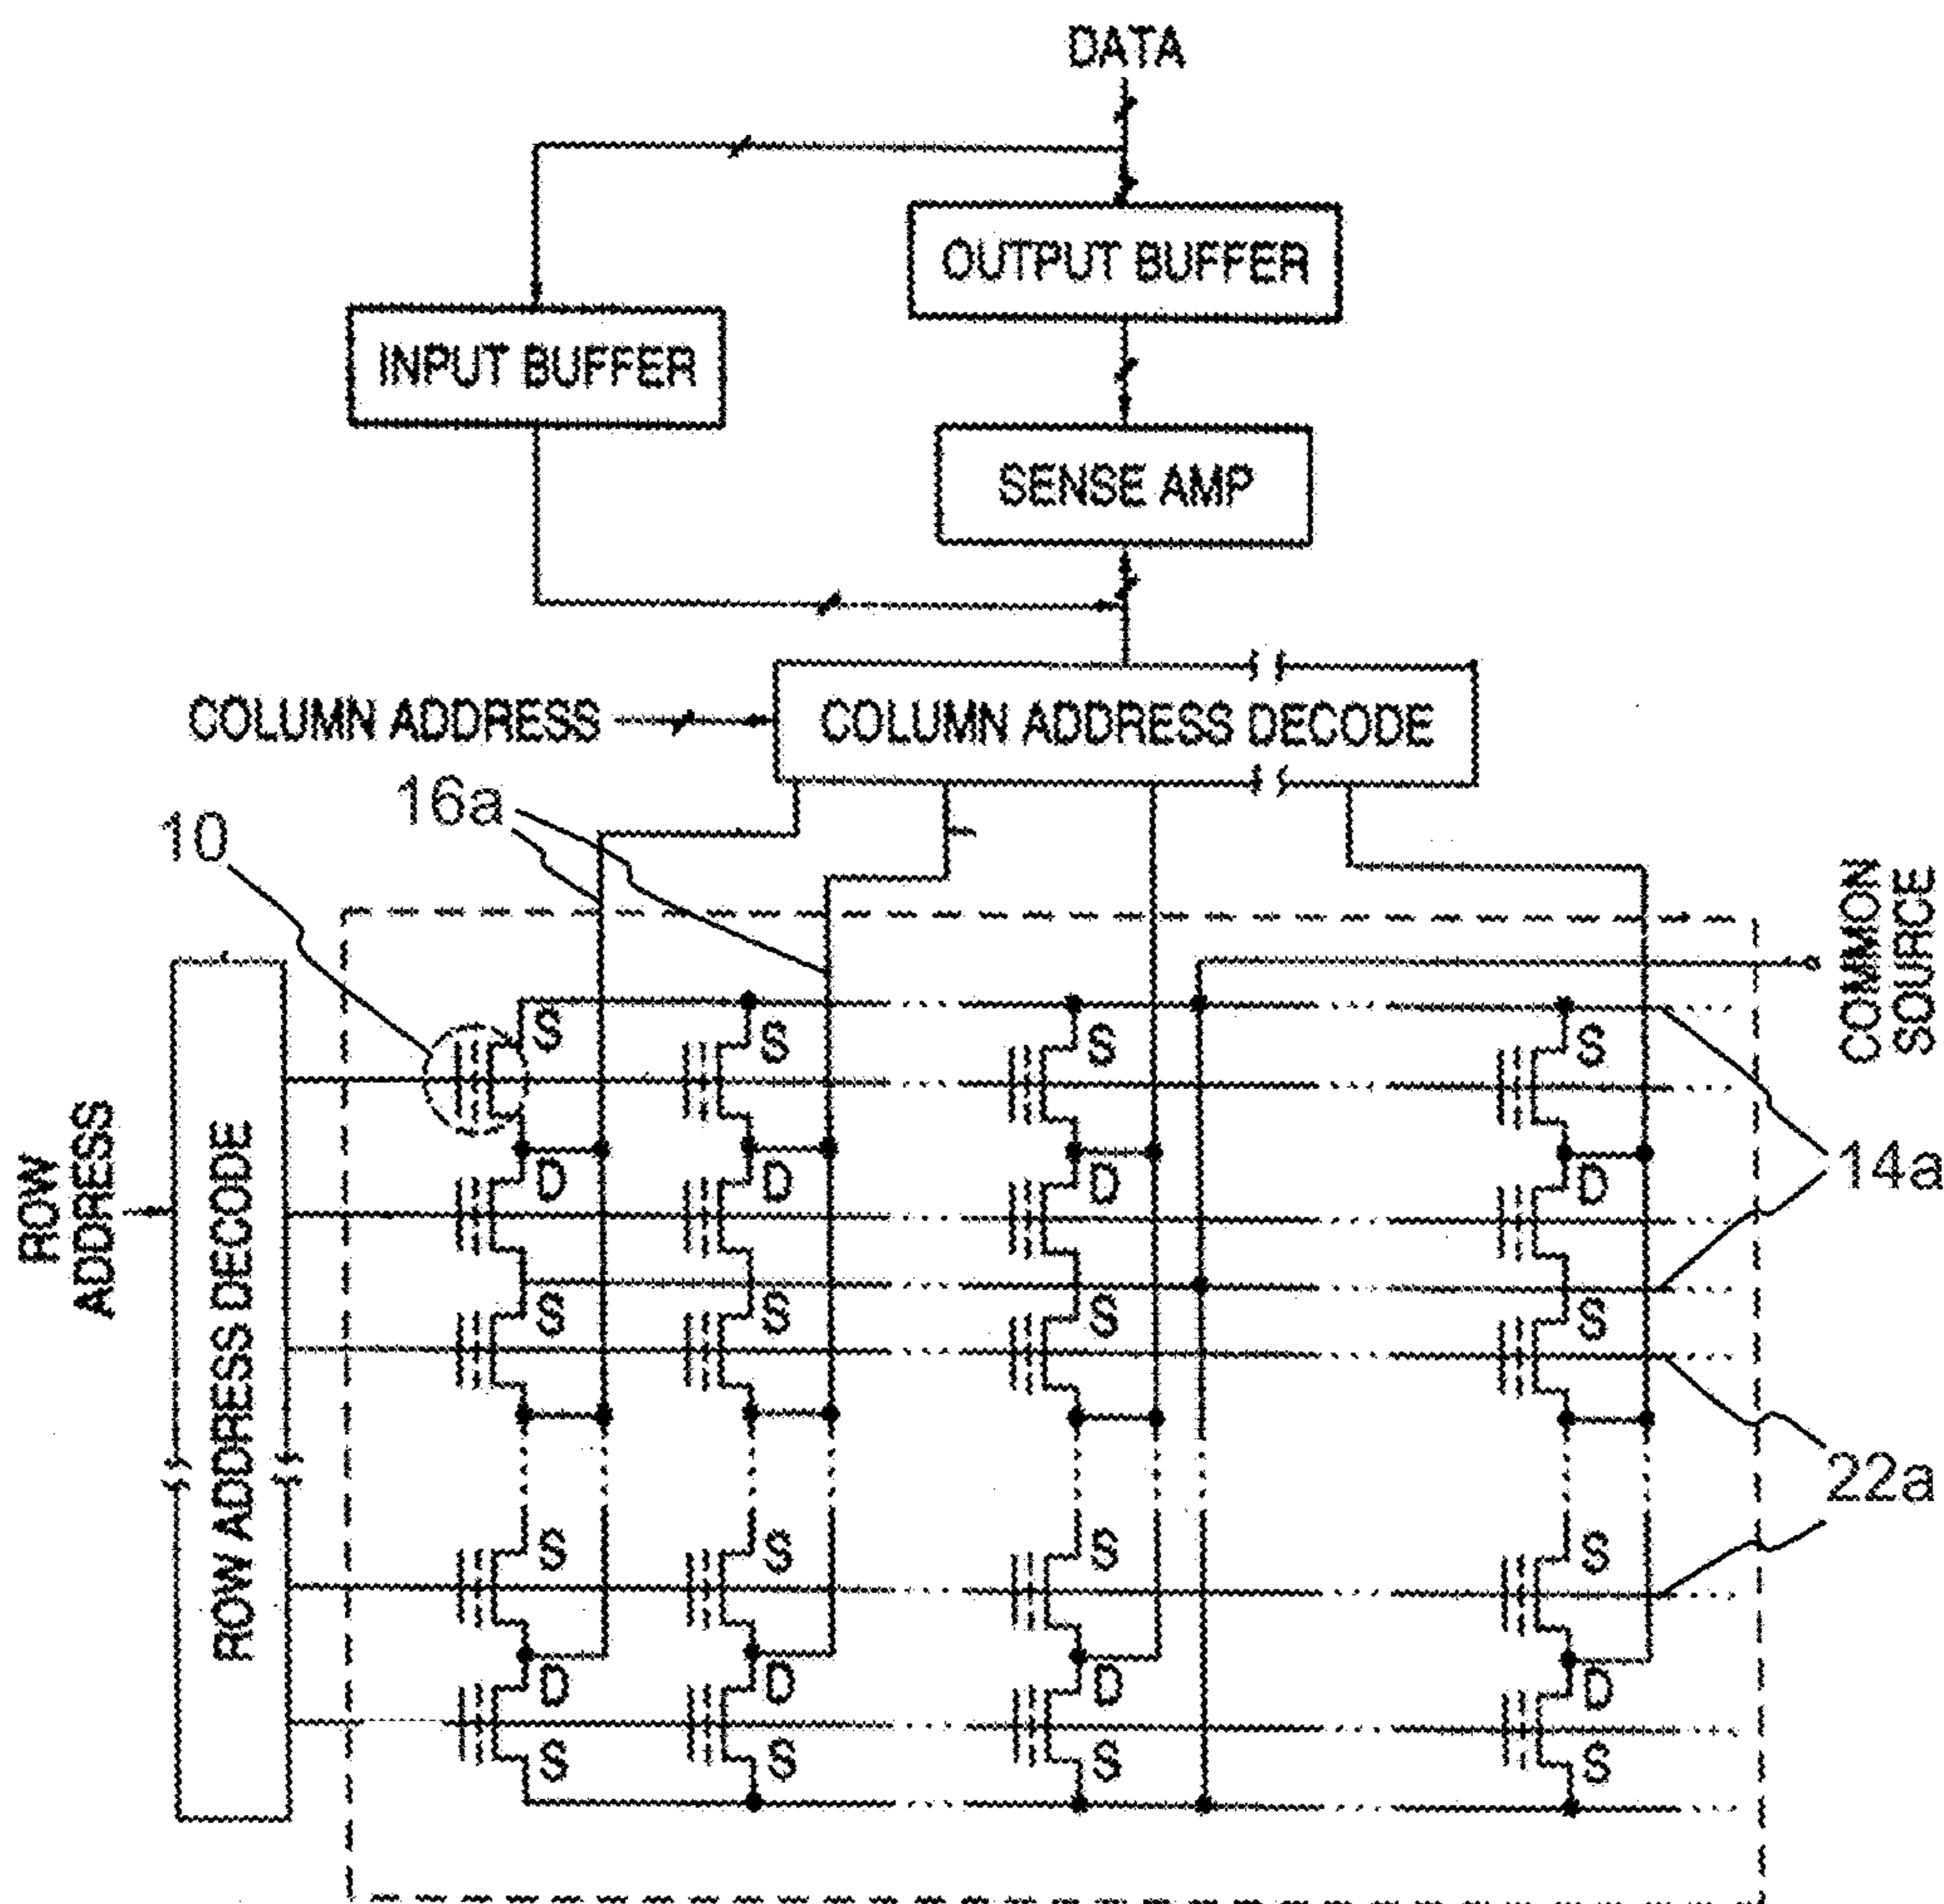 DATA
OUTPUT BUFFER
INPUT BUFFER
SENSE AMP
COLUMN ADDRESS
COLUMN ADDRESS DECODE
16a
10
COMMON
SOURCE
S S S S
ROW
ADDRESS
ROW ADDRESS DECODE
14a
D D D D
S S S S
22a
S S S S
D D D D
S S S S